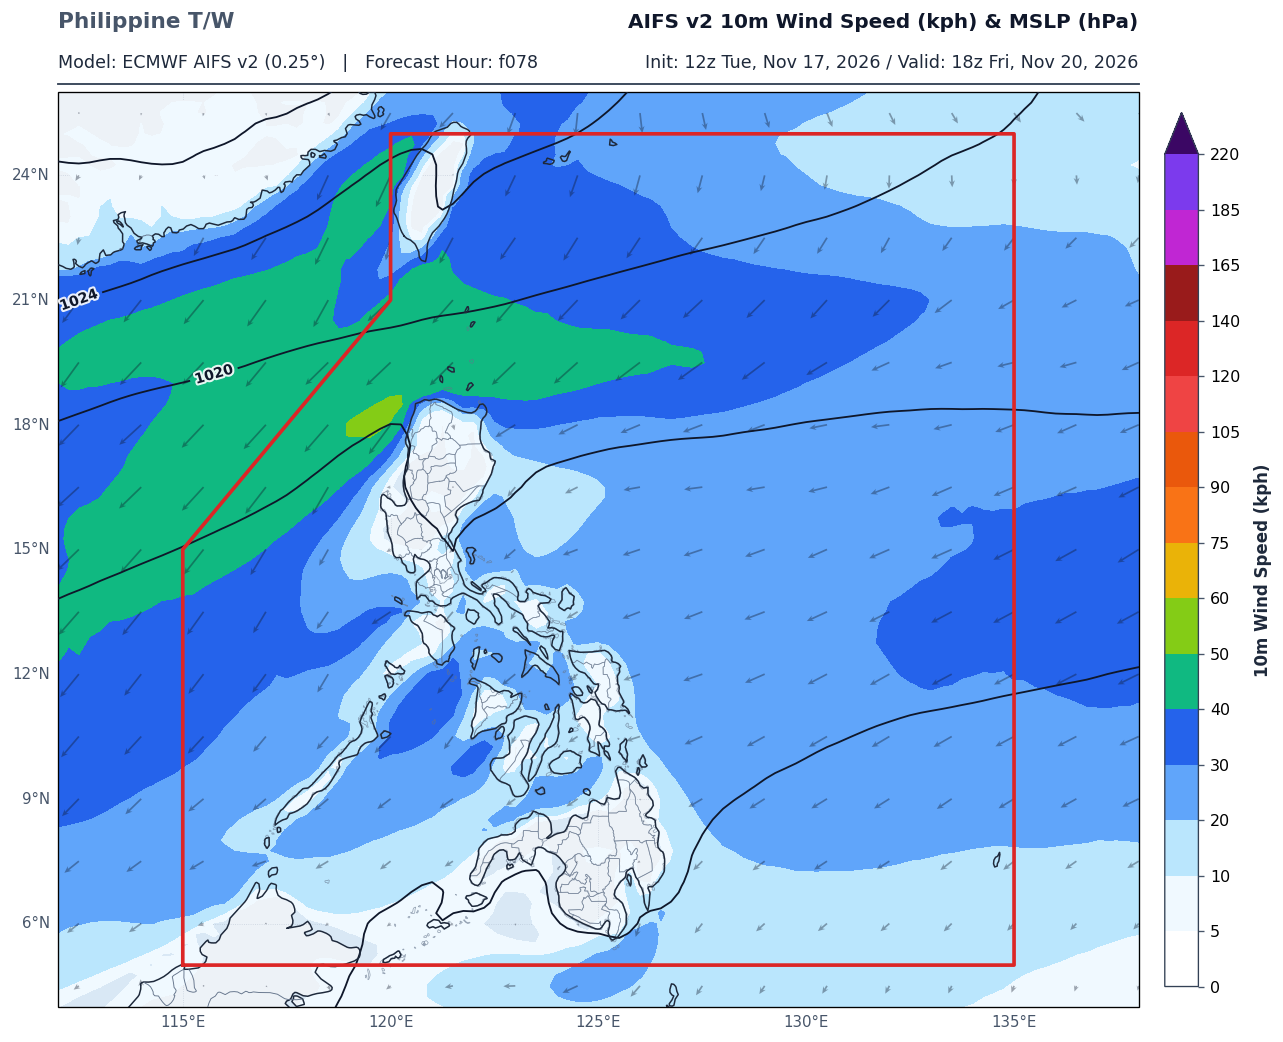 Philippine T/W
AIFS v2 10m Wind Speed (kph) & MSLP (hPa)
Model: ECMWF AIFS v2 (0.25°) | Forecast Hour: f078
Init: 12z Tue, Nov 17, 2026 / Valid: 18z Fri, Nov 20, 2026
24°N
21°N
18°N
15°N
12°N
9°N
6°N
115°E
120°E
125°E
130°E
135°E
1024
1020
220
185
165
140
120
105
90
75
60
50
40
30
20
10
5
0
10m Wind Speed (kph)